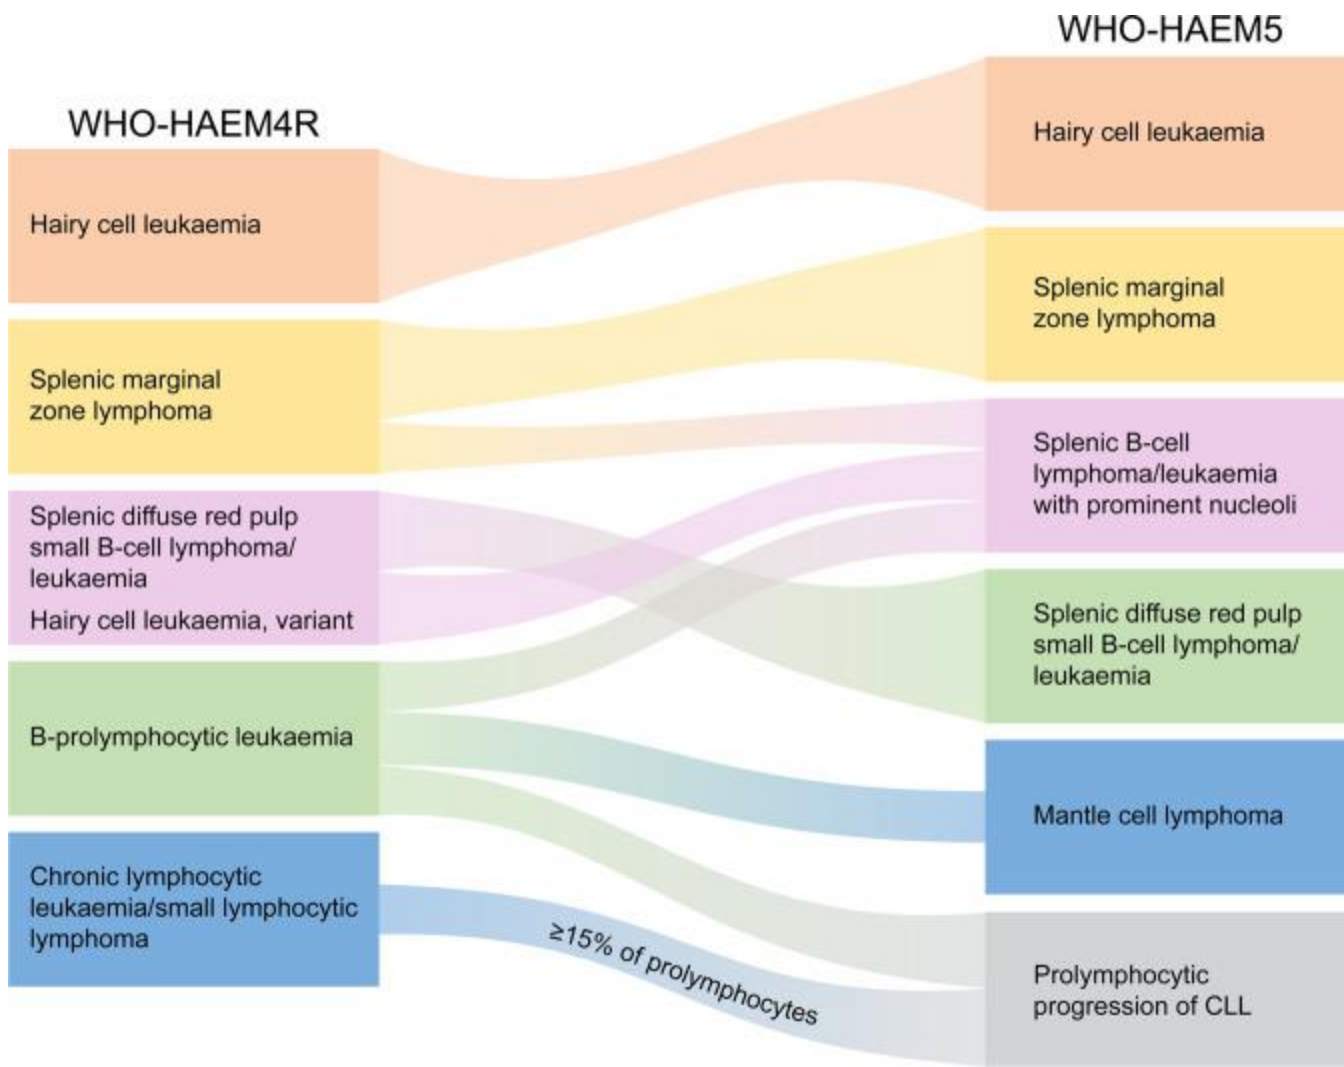 WHO-HAEM4R
Hairy cell leukaemia
Splenic marginal
zone lymphoma
Splenic diffuse red pulp
small B-cell lymphoma/
leukaemia
Hairy cell leukaemia, variant
B-prolymphocytic leukaemia
Chronic lymphocytic
leukaemia/small lymphocytic
lymphoma
≥15% of prolymphocytes
WHO-HAEM5
Hairy cell leukaemia
Splenic marginal
zone lymphoma
Splenic B-cell
lymphoma/leukaemia
with prominent nucleoli
Splenic diffuse red pulp
small B-cell lymphoma/
leukaemia
Mantle cell lymphoma
Prolymphocytic
progression of CLL